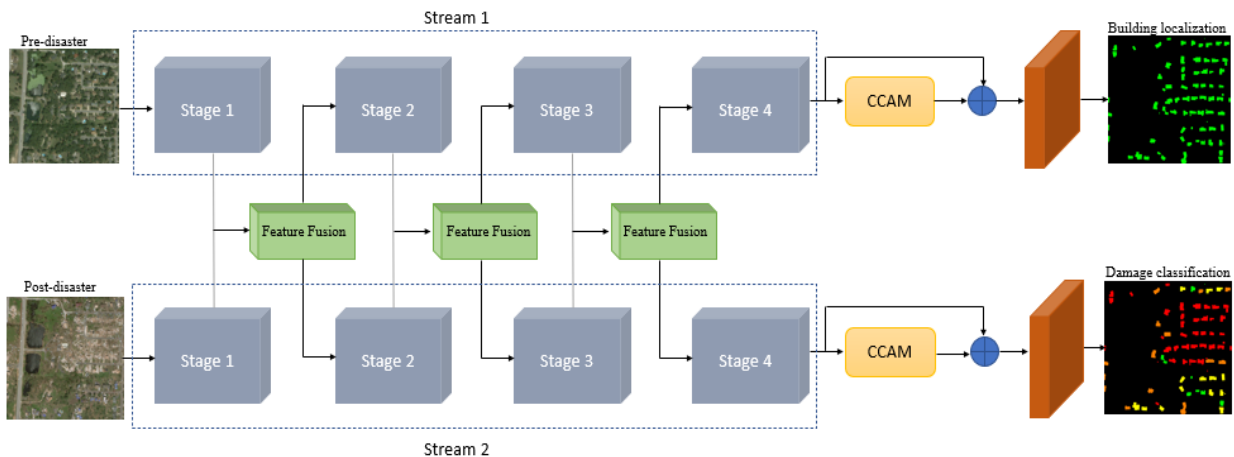 Stream 1
Pre-disaster
Building localization
Stage 1
Stage 2
Stage 3
Stage 4
CCAM
Feature Fusion
Feature Fusion
Feature Fusion
Post-disaster
Damage classification
Stage 1
Stage 2
Stage 3
Stage 4
CCAM
Stream 2